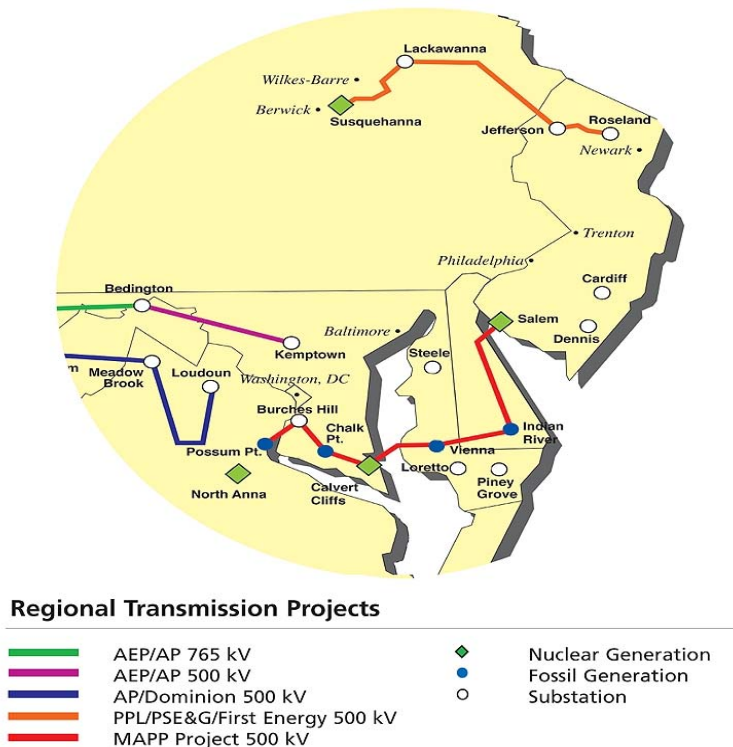 Lackawanna
Wilkes-Barre
Berwick
Susquehanna
Roseland
Jefferson
Newark
Trenton
Philadelphia
Cardiff
Bedington
Salem
Baltimore
Dennis
Kemptown
Steele
m
Meadow
Brook
Loudoun
Washington, DC
Burches Hill
Chalk
Pt.
Indian
River
Possum Pt.
Vienna
Loretto
Piney
Grove
Calvert
Cliffs
North Anna
Regional Transmission Projects
AEP/AP 765 kV
Nuclear Generation
AEP/AP 500 kV
Fossil Generation
AP/Dominion 500 kV
Substation
PPL/PSE&G/First Energy 500 kV
MAPP Project 500 kV